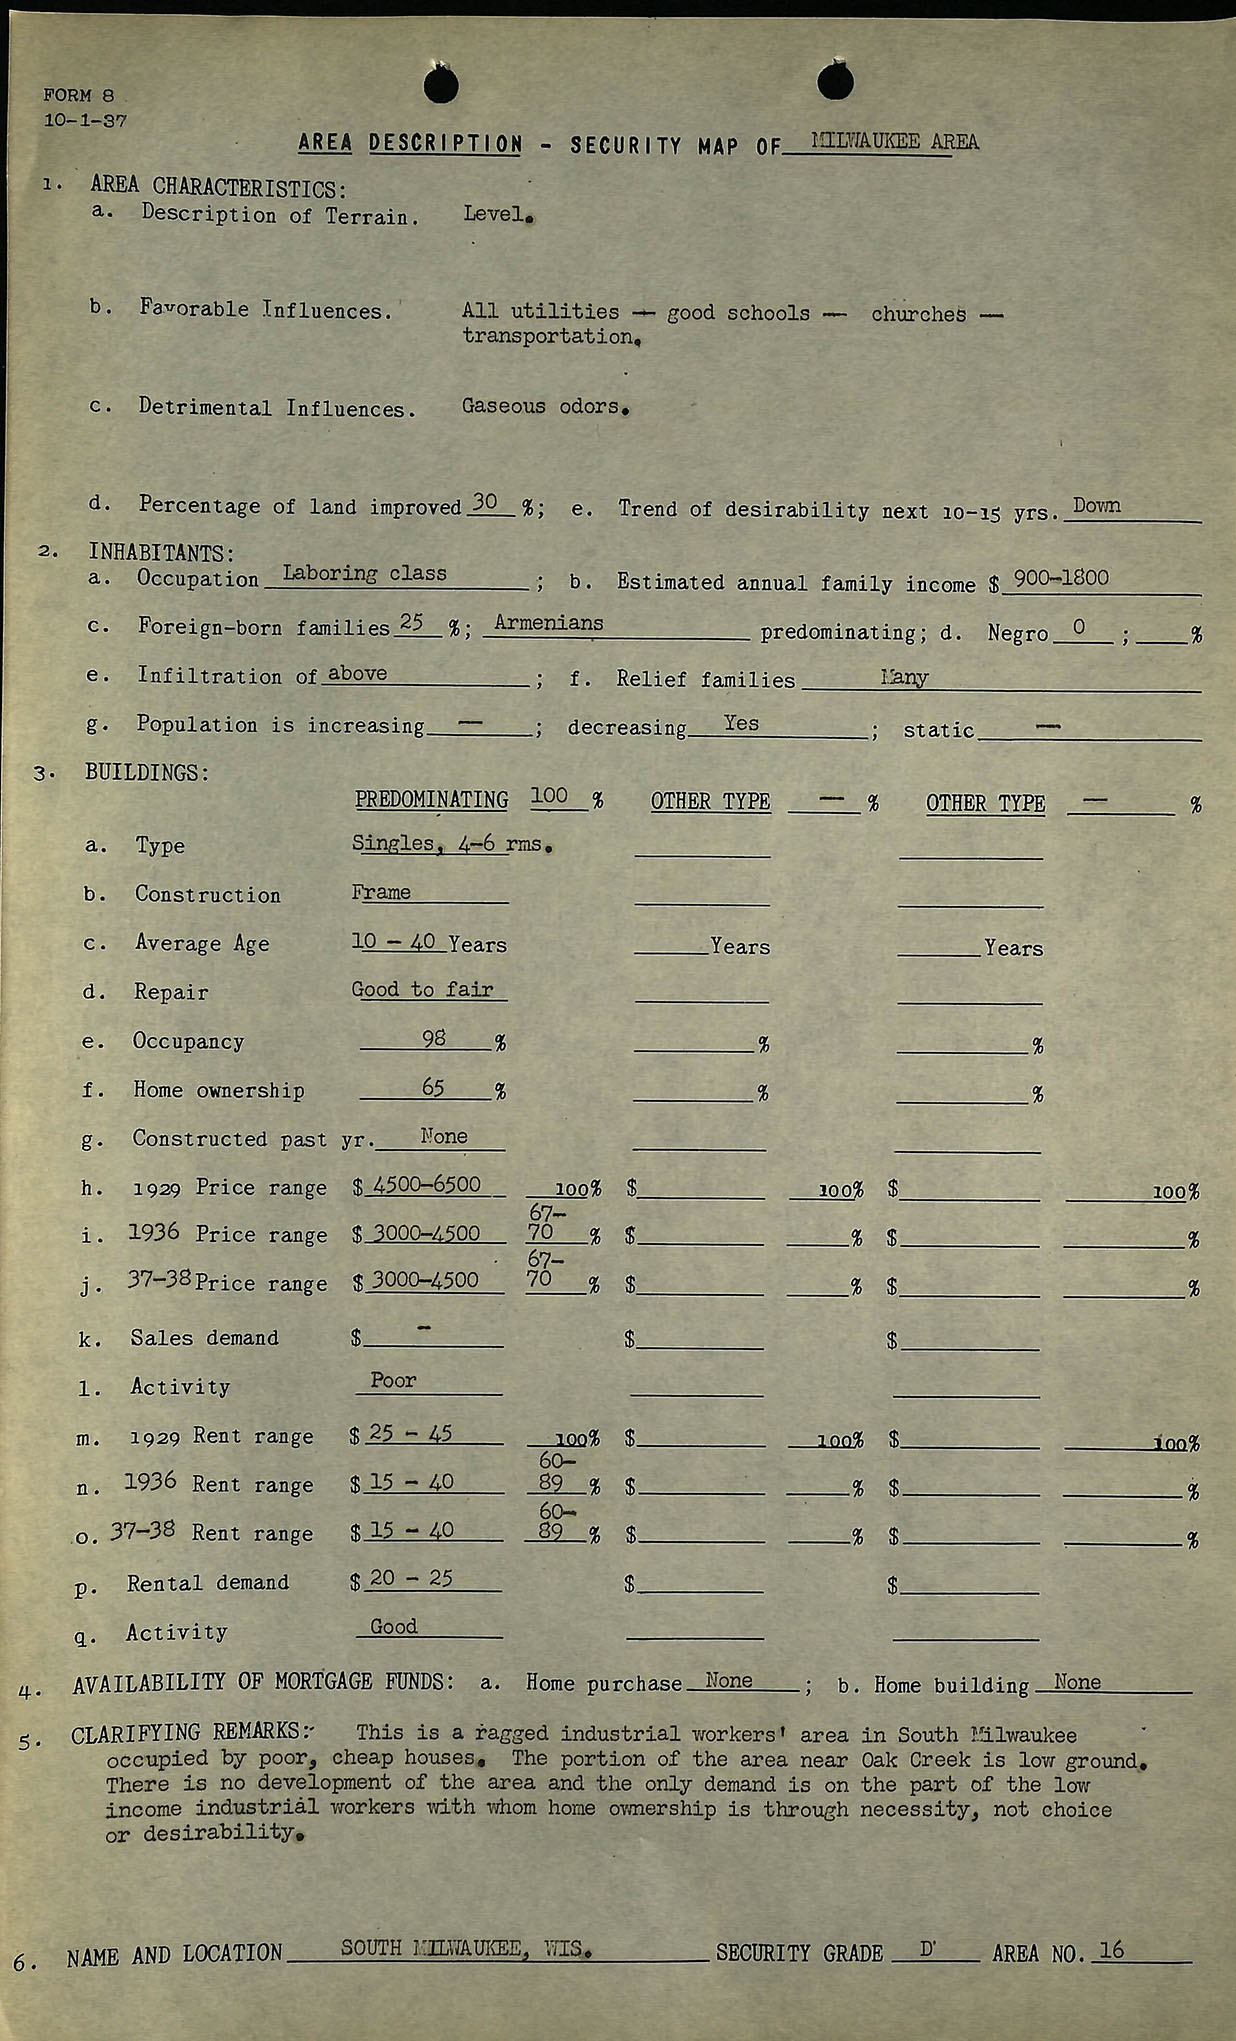 FORM 8
10-1-37
AREA DESCRIPTION - SECURITY MAP OF MILWAUKEE AREA
1. AREA CHARACTERISTICS:
a. Description of Terrain. Level.
b. Favorable Influences. All utilities — good schools — churches —
transportation.
c. Detrimental Influences. Gaseous odors.
d. Percentage of land improved 30 %; e. Trend of desirability next 10-15 yrs. Down
2. INHABITANTS:
a. Occupation Laboring class ; b. Estimated annual family income $ 900-1800
c. Foreign-born families 25 %; Armenians predominating; d. Negro 0 ; %
e. Infiltration of above ; f. Relief families Many
g. Population is increasing — ; decreasing Yes ; static —
3. BUILDINGS:
PREDOMINATING 100 % OTHER TYPE — % OTHER TYPE — %
a. Type Singles, 4-6 rms.
b. Construction Frame
c. Average Age 10 - 40 Years Years Years
d. Repair Good to fair
e. Occupancy 98 % % %
f. Home ownership 65 % % %
g. Constructed past yr. None
h. 1929 Price range $ 4500-6500 100% $ 100% $ 100%
67-
i. 1936 Price range $ 3000-4500 70 % $ % $ %
67-
j. 37-38 Price range $ 3000-4500 70 % $ % $ %
k. Sales demand $ - $ $
l. Activity Poor
m. 1929 Rent range $ 25 - 45 100% $ 100% $ 100%
60-
n. 1936 Rent range $ 15 - 40 89 % $ % $ %
60-
o. 37-38 Rent range $ 15 - 40 89 % $ % $ %
p. Rental demand $ 20 - 25 $ $
q. Activity Good
4. AVAILABILITY OF MORTGAGE FUNDS: a. Home purchase None ; b. Home building None
5. CLARIFYING REMARKS: This is a ragged industrial workers' area in South Milwaukee
occupied by poor, cheap houses. The portion of the area near Oak Creek is low ground.
There is no development of the area and the only demand is on the part of the low
income industrial workers with whom home ownership is through necessity, not choice
or desirability.
6. NAME AND LOCATION SOUTH MILWAUKEE, WIS. SECURITY GRADE D AREA NO. 16